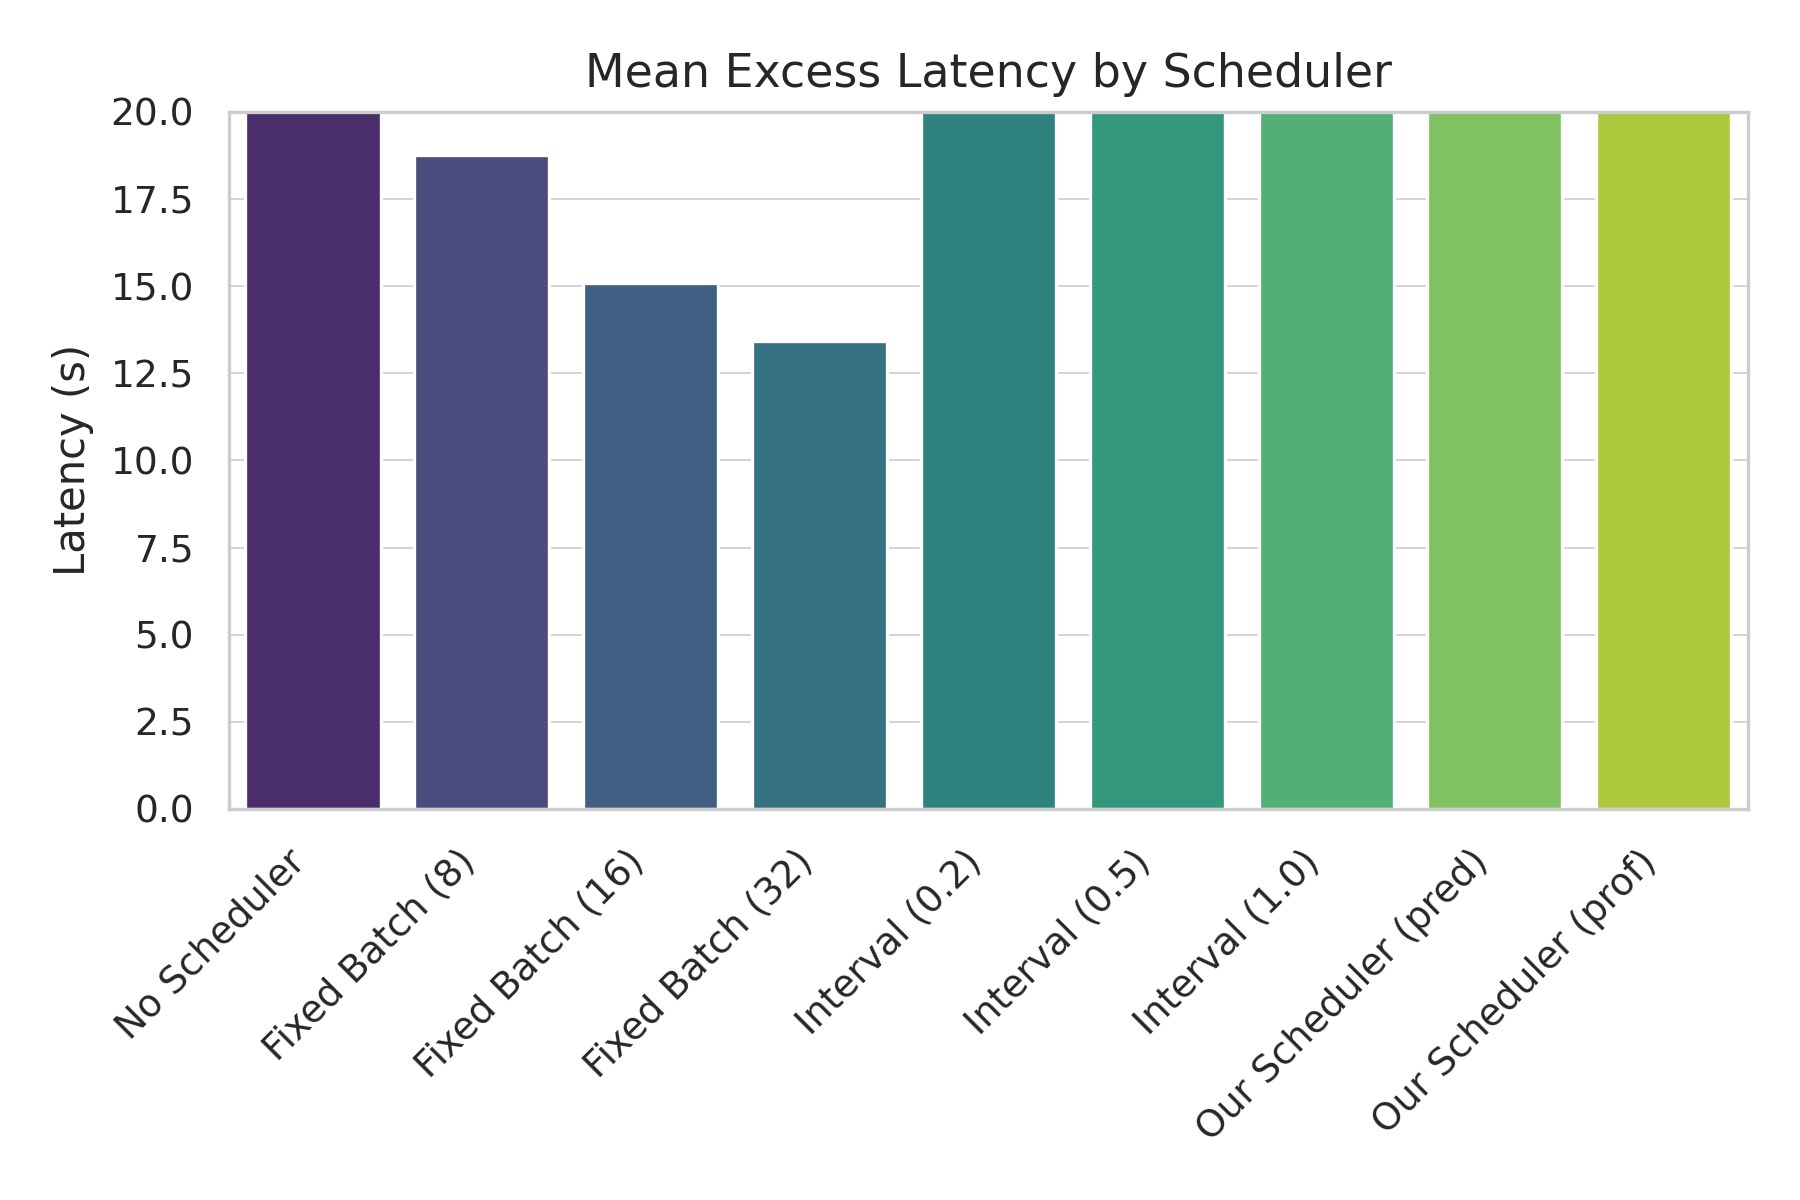 Mean Excess Latency by Scheduler
20.0
17.5
15.0
12.5
10.0
7.5
5.0
2.5
0.0
Latency (s)
No Scheduler
Fixed Batch (8)
Fixed Batch (16)
Fixed Batch (32)
Interval (0.2)
Interval (0.5)
Interval (1.0)
Our Scheduler (pred)
Our Scheduler (prof)